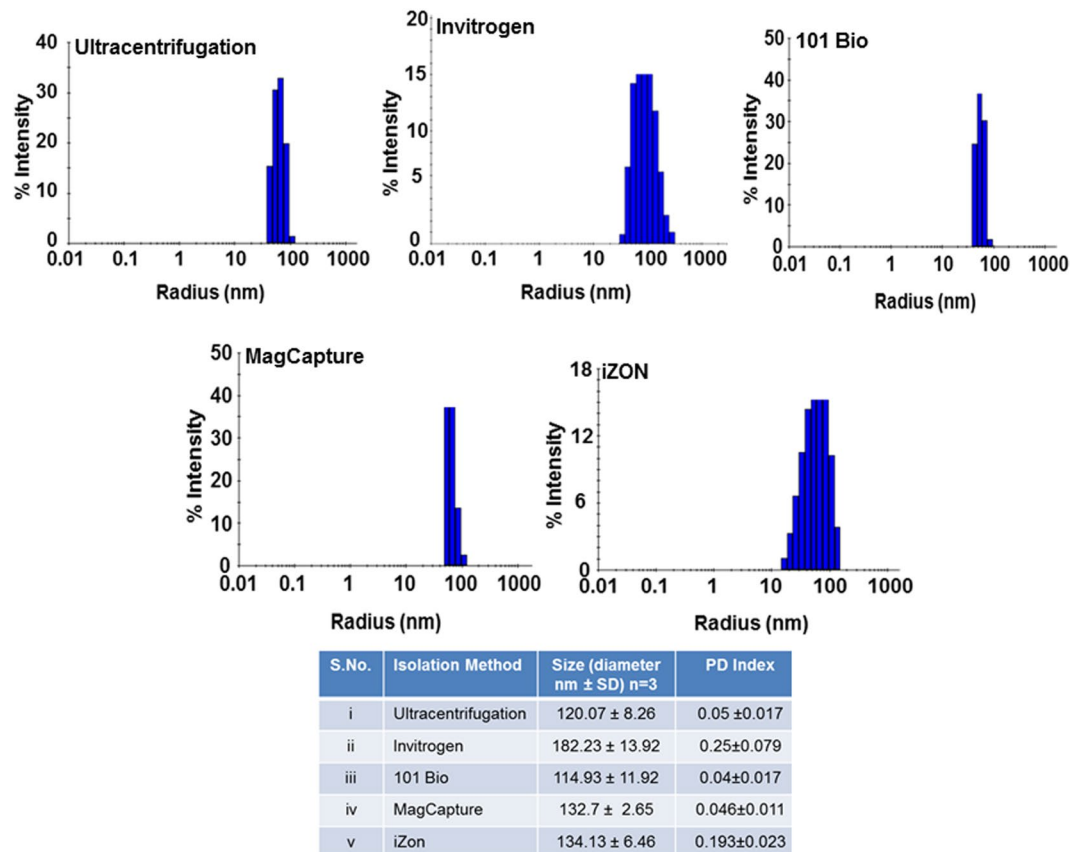 Ultracentrifugation
% Intensity
40
30
20
10
0
0.01 0.1 1 10 100 1000
Radius (nm)
Invitrogen
% Intensity
20
15
10
5
0
0.01 0.1 1 10 100 1000
Radius (nm)
101 Bio
% Intensity
50
40
30
20
10
0
0.01 0.1 1 10 100 1000
Radius (nm)
MagCapture
% Intensity
50
40
30
20
10
0
0.01 0.1 1 10 100 1000
Radius (nm)
iZON
% Intensity
18
12
6
0
0.01 0.1 1 10 100 1000
Radius (nm)
S.No. Isolation Method Size (diameter nm ± SD) n=3 PD Index
i Ultracentrifugation 120.07 ± 8.26 0.05 ±0.017
ii Invitrogen 182.23 ± 13.92 0.25±0.079
iii 101 Bio 114.93 ± 11.92 0.04±0.017
iv MagCapture 132.7 ± 2.65 0.046±0.011
v iZon 134.13 ± 6.46 0.193±0.023